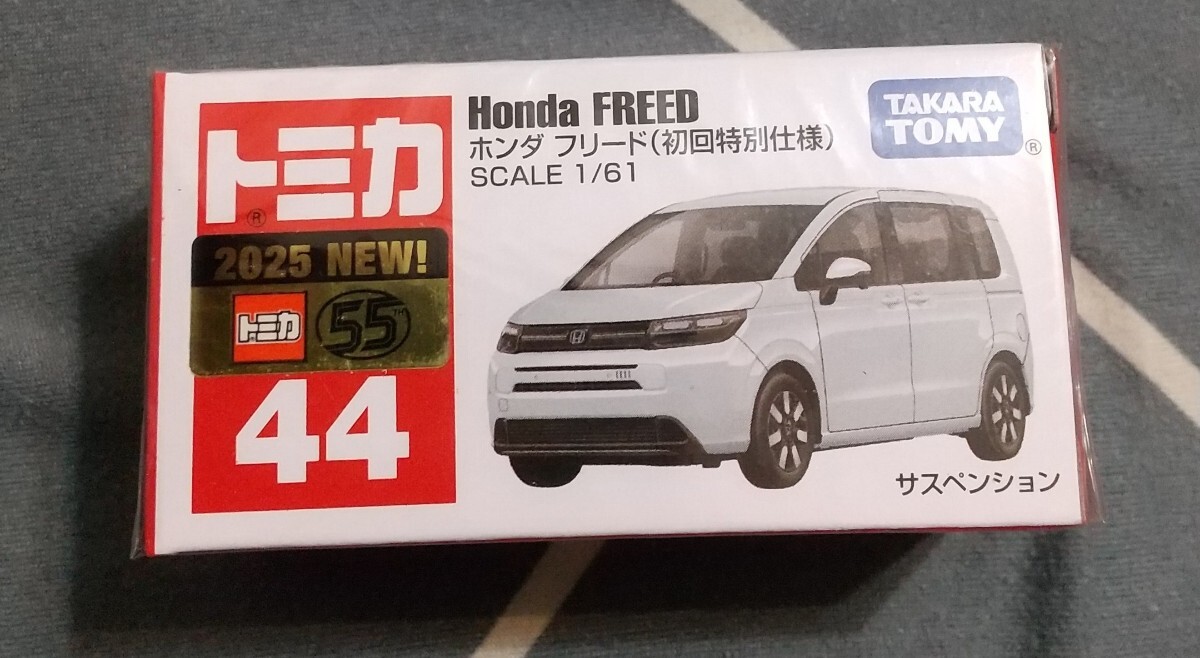 トミカ
®
2025 NEW!
トミカ 55TH
44
Honda FREED
ホンダ フリード(初回特別仕様)
SCALE 1/61
TAKARA
TOMY
®
サスペンション